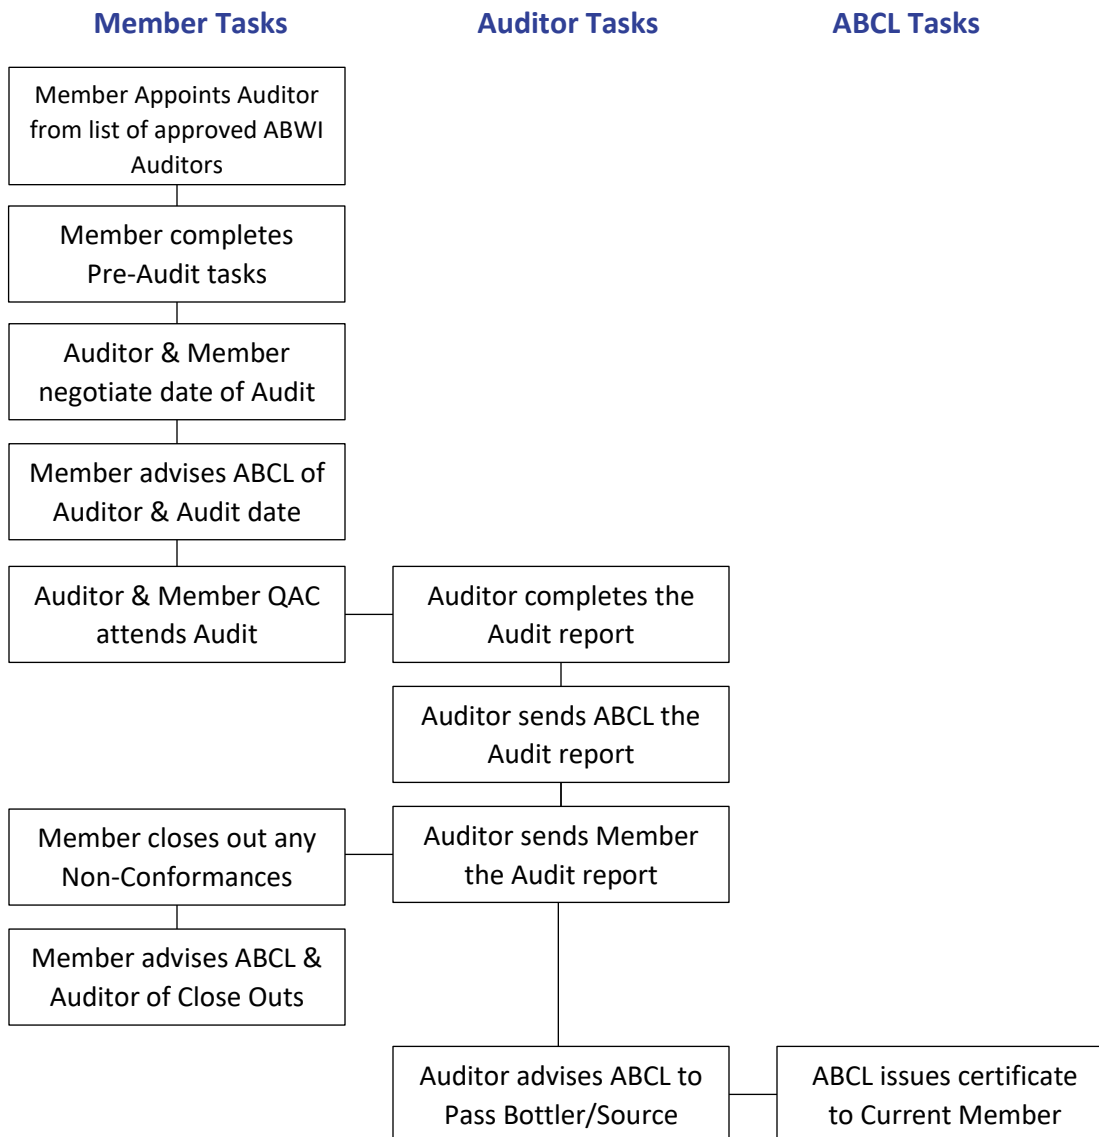 Member Tasks
Auditor Tasks
ABCL Tasks
Member Appoints Auditor
from list of approved ABWI
Auditors
Member completes
Pre-Audit tasks
Auditor & Member
negotiate date of Audit
Member advises ABCL of
Auditor & Audit date
Auditor & Member QAC
attends Audit
Auditor completes the
Audit report
Auditor sends ABCL the
Audit report
Auditor sends Member
the Audit report
Member closes out any
Non-Conformances
Member advises ABCL &
Auditor of Close Outs
Auditor advises ABCL to
Pass Bottler/Source
ABCL issues certificate
to Current Member